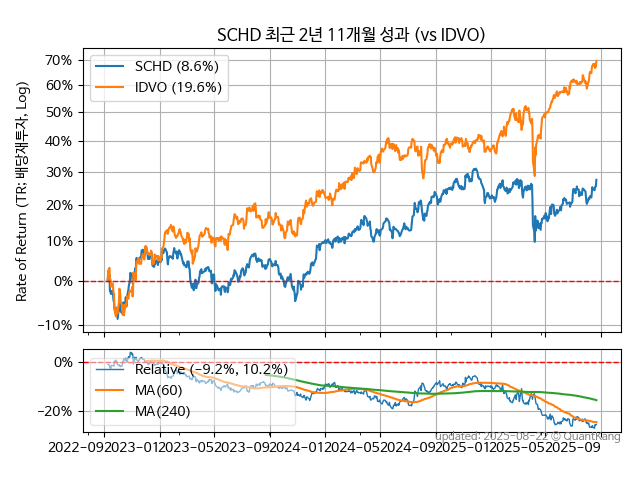 SCHD 최근 2년 11개월 성과 (vs IDVO)
Rate of Return (TR: 배당재투자, Log)
70%
60%
50%
40%
30%
20%
10%
0%
−10%
SCHD (8.6%)
IDVO (19.6%)
0%
−20%
Relative (−9.2%, 10.2%)
MA(60)
MA(240)
updated: 2025-08-22 © QuantKang
2022-09 2023-01 2023-05 2023-09 2024-01 2024-05 2024-09 2025-01 2025-05 2025-09